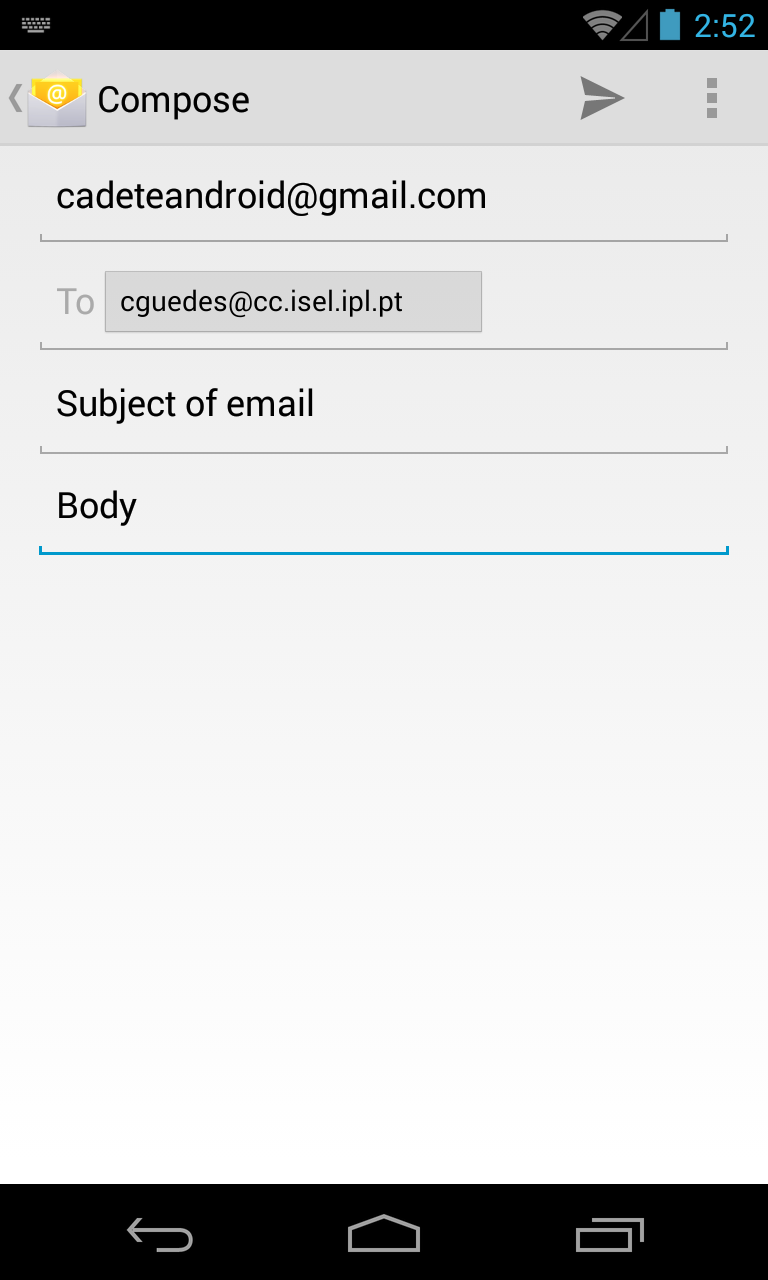 2:52
Compose
cadeteandroid@gmail.com
To cguedes@cc.isel.ipl.pt
Subject of email
Body